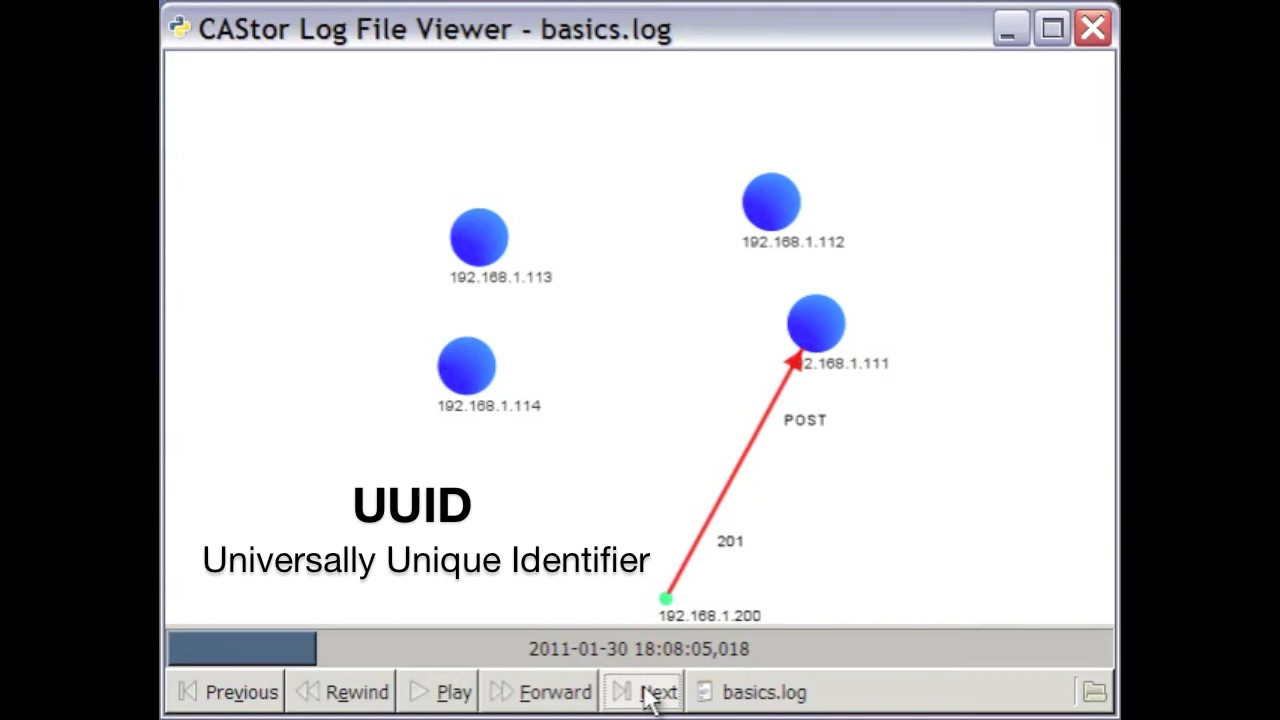 CAStor Log File Viewer - basics.log
192.168.1.112
192.168.1.113
2.168.1.111
192.168.1.114
POST
UUID
201
Universally Unique Identifier
192.168.1.200
2011-01-30 18:08:05,018
Previous Rewind Play Forward Next basics.log